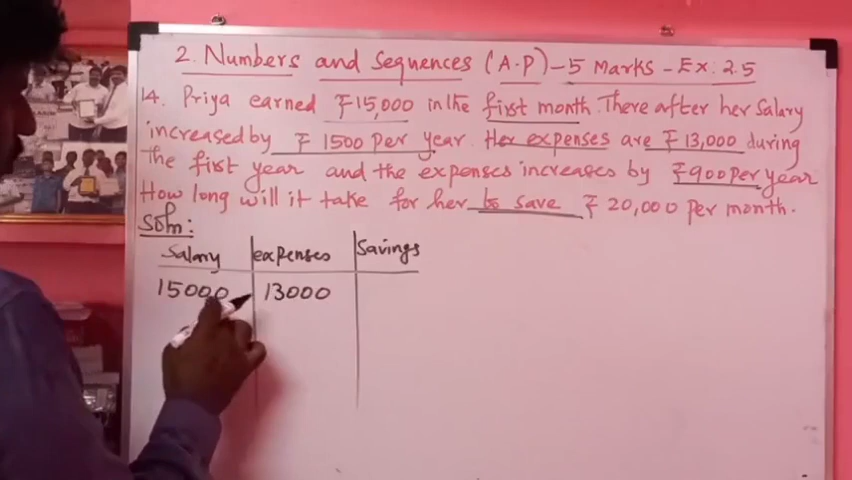 2. Numbers and Sequences (A.P) - 5 Marks - Ex: 2.5
14. Priya earned ₹15,000 in the first month. There after her salary
increased by ₹ 1500 per year. Her expenses are ₹ 13,000 during
the first year and the expenses increases by ₹900 per year
How long will it take for her to save ₹ 20,000 per month.
Soln:
Salary expenses Savings
15000 13000